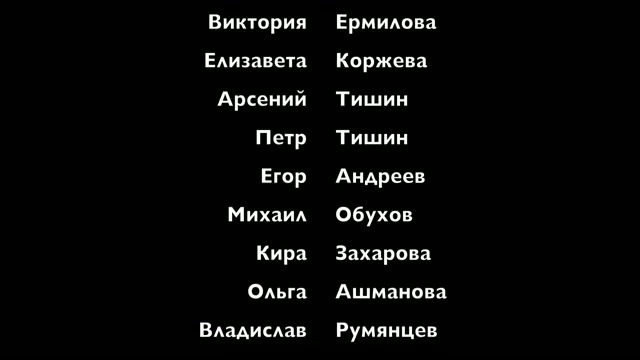 Виктория Ермилова
Елизавета Коржева
Арсений Тишин
Петр Тишин
Егор Андреев
Михаил Обухов
Кира Захарова
Ольга Ашманова
Владислав Румянцев